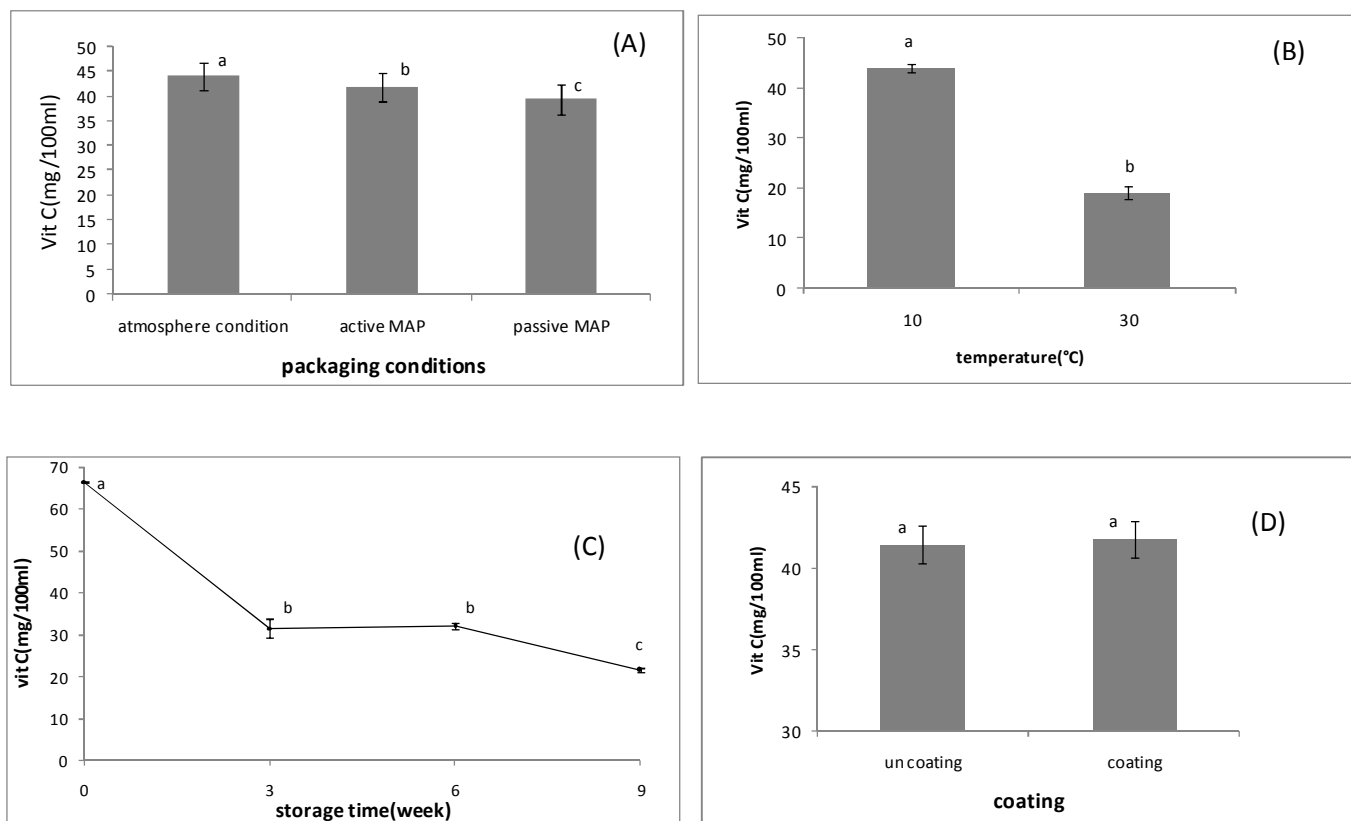 (A)
Vit C(mg/100ml)
50
45
40
35
30
25
20
15
10
5
0
a
b
c
atmosphere condition active MAP passive MAP
packaging conditions
(B)
Vit C(mg/100ml)
50
40
30
20
10
0
a
b
10 30
temperature(°C)
(C)
vit C(mg/100ml)
70
60
50
40
30
20
10
0
a
b
b
c
0 3 6 9
storage time(week)
(D)
Vit C(mg/100ml)
45
40
35
30
a
a
un coating coating
coating